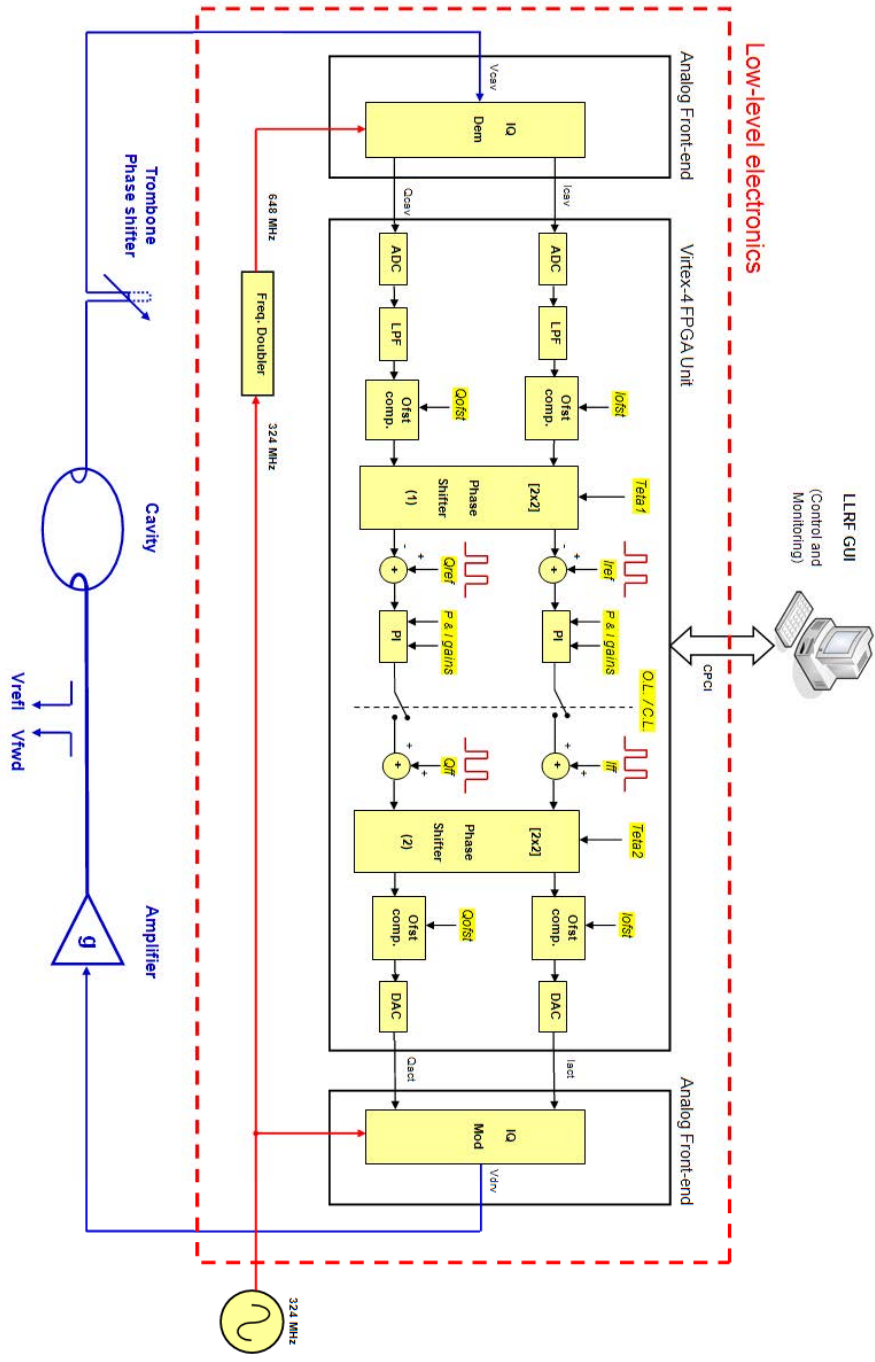 LLRF GUI
(Control and
Monitoring)
CPCI
Low-level electronics
Analog Front-end
Virtex-4 FPGA Unit
Analog Front-end
Vcav
IQ
Dem
Icav
Qcav
ADC
LPF
Iofst
Ofst
comp.
Teta1
[2x2]
Phase
Shifter
(1)
Iref
-
+
+
P & I gains
PI
O.L. / C.L.
Iff
+
+
+
Teta2
[2x2]
Phase
Shifter
(2)
Iofst
Ofst
comp.
DAC
Iact
ADC
LPF
Qofst
Ofst
comp.
Qref
-
+
+
P & I gains
PI
Qff
+
+
+
Qofst
Ofst
comp.
DAC
Qact
IQ
Mod
Vdrv
648 MHz
Freq. Doubler
324 MHz
324 MHz
Trombone
Phase shifter
Cavity
Vrefl
Vfwd
Amplifier
g